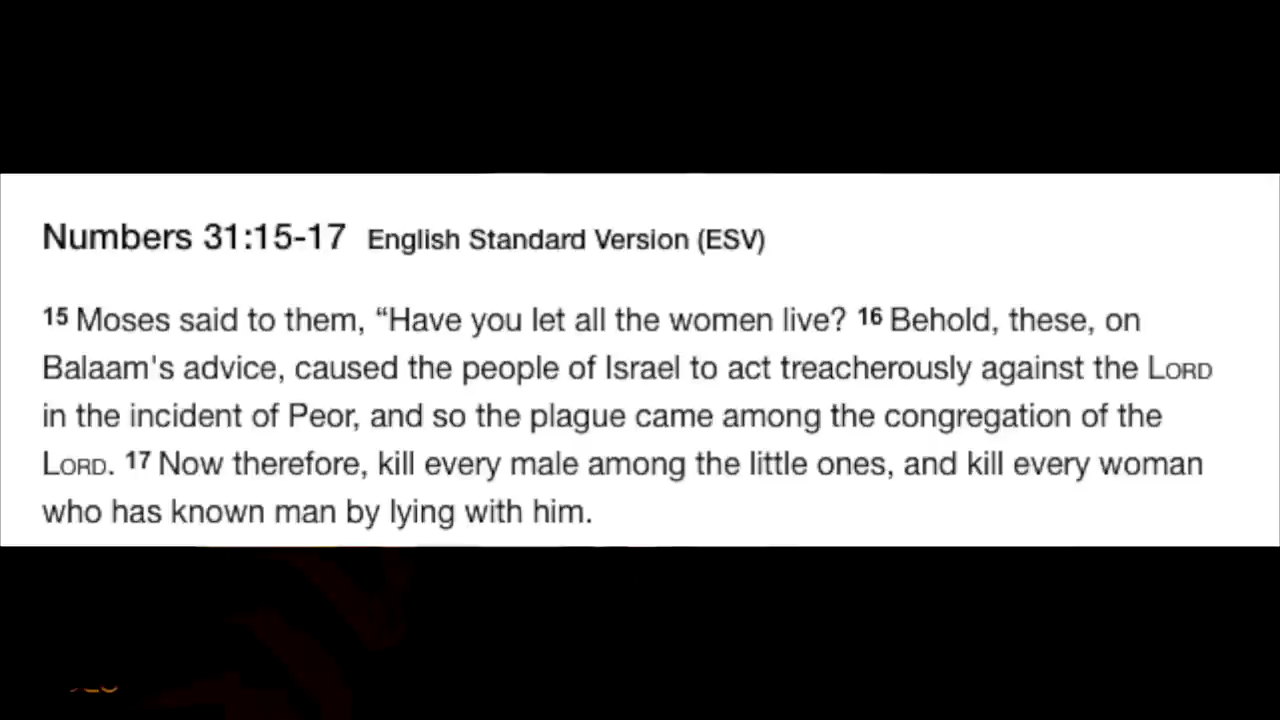 Numbers 31:15-17 English Standard Version (ESV)
15 Moses said to them, “Have you let all the women live? 16 Behold, these, on
Balaam's advice, caused the people of Israel to act treacherously against the LORD
in the incident of Peor, and so the plague came among the congregation of the
LORD. 17 Now therefore, kill every male among the little ones, and kill every woman
who has known man by lying with him.